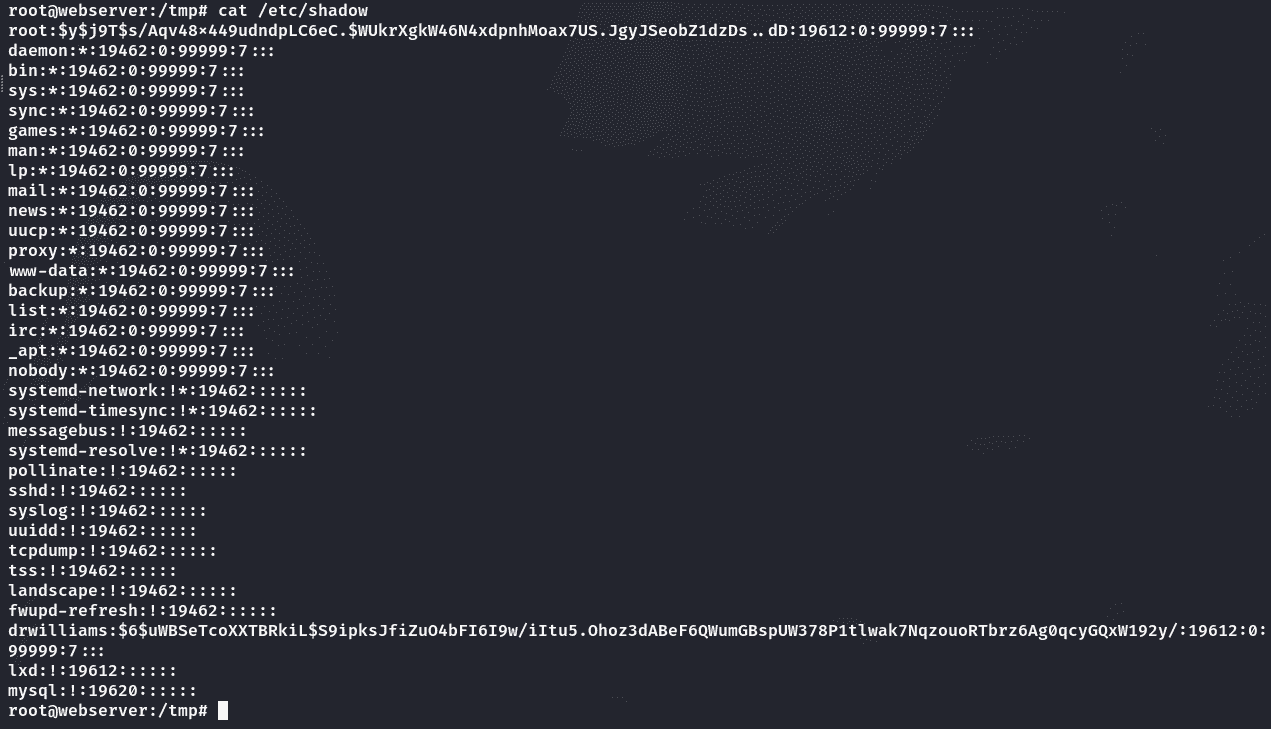 root@webserver:/tmp# cat /etc/shadow
root:$y$j9T$s/Aqv48x449udndpLC6eC.$WUkrXgkW46N4xdpnhMoax7US.JgyJSeobZ1dzDs..dD:19612:0:99999:7:::
daemon:*:19462:0:99999:7:::
bin:*:19462:0:99999:7:::
sys:*:19462:0:99999:7:::
sync:*:19462:0:99999:7:::
games:*:19462:0:99999:7:::
man:*:19462:0:99999:7:::
lp:*:19462:0:99999:7:::
mail:*:19462:0:99999:7:::
news:*:19462:0:99999:7:::
uucp:*:19462:0:99999:7:::
proxy:*:19462:0:99999:7:::
www-data:*:19462:0:99999:7:::
backup:*:19462:0:99999:7:::
list:*:19462:0:99999:7:::
irc:*:19462:0:99999:7:::
_apt:*:19462:0:99999:7:::
nobody:*:19462:0:99999:7:::
systemd-network:!*:19462::::::
systemd-timesync:!*:19462::::::
messagebus:!:19462::::::
systemd-resolve:!*:19462::::::
pollinate:!:19462::::::
sshd:!:19462::::::
syslog:!:19462::::::
uuidd:!:19462::::::
tcpdump:!:19462::::::
tss:!:19462::::::
landscape:!:19462::::::
fwupd-refresh:!:19462::::::
drwilliams:$6$uWBSeTcoXXTBRkiL$S9ipksJfiZuO4bFI6I9w/iItu5.Ohoz3dABeF6QWumGBspUW378P1tlwak7NqzouoRTbrz6Ag0qcyGQxW192y/:19612:0:
99999:7:::
lxd:!:19612::::::
mysql:!:19620::::::
root@webserver:/tmp#